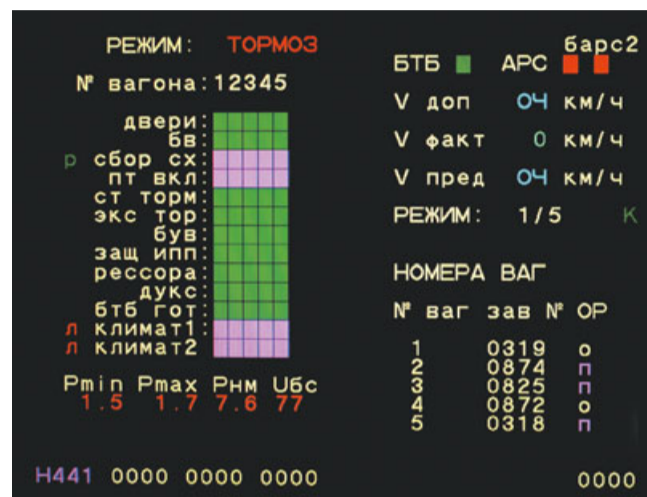 РЕЖИМ: ТОРМОЗ
№ вагона:12345
двери:
бв:
р сбор сх:
пт вкл:
ст торм:
экс тор:
був:
защ ипп:
рессора:
дукс:
бтб гот:
л климат1:
л климат2
Pmin Pmax Рнм Uбс
1.5 1.7 7.6 77
Н441 0000 0000 0000
барс2
БТБ АРС
V доп ОЧ км/ч
V факт 0 км/ч
V пред ОЧ км/ч
РЕЖИМ: 1/5 К
НОМЕРА ВАГ
№ ваг зав № ОР
1 0319 о
2 0874 п
3 0825 п
4 0872 о
5 0318 п
0000